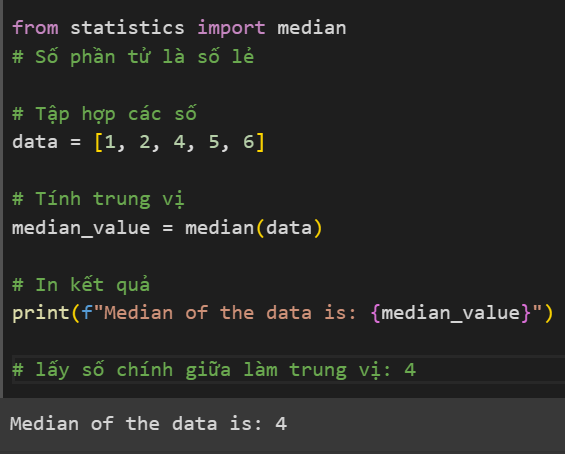 from statistics import median
# Số phần tử là số lẻ
# Tập hợp các số
data = [1, 2, 4, 5, 6]
# Tính trung vị
median_value = median(data)
# In kết quả
print(f"Median of the data is: {median_value}")
# lấy số chính giữa làm trung vị: 4
Median of the data is: 4